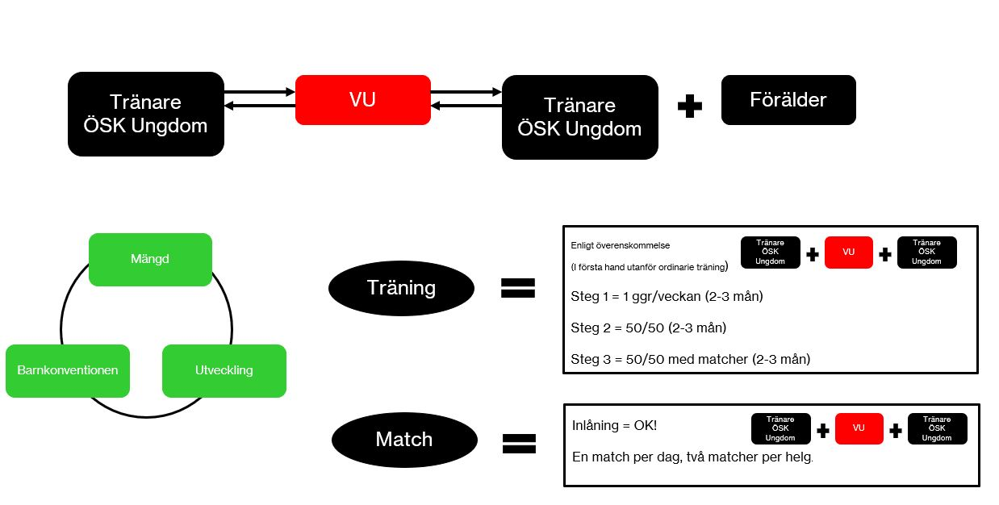 Tränare
ÖSK Ungdom
VU
Tränare
ÖSK Ungdom
Förälder
Mängd
Barnkonventionen
Utveckling
Träning
Enligt överenskommelse
(I första hand utanför ordinarie träning)
Tränare
ÖSK
Ungdom
VU
Tränare
ÖSK
Ungdom
Steg 1 = 1 ggr/veckan (2-3 mån)
Steg 2 = 50/50 (2-3 mån)
Steg 3 = 50/50 med matcher (2-3 mån)
Match
Inlåning = OK!
Tränare
ÖSK
Ungdom
VU
Tränare
ÖSK
Ungdom
En match per dag, två matcher per helg.